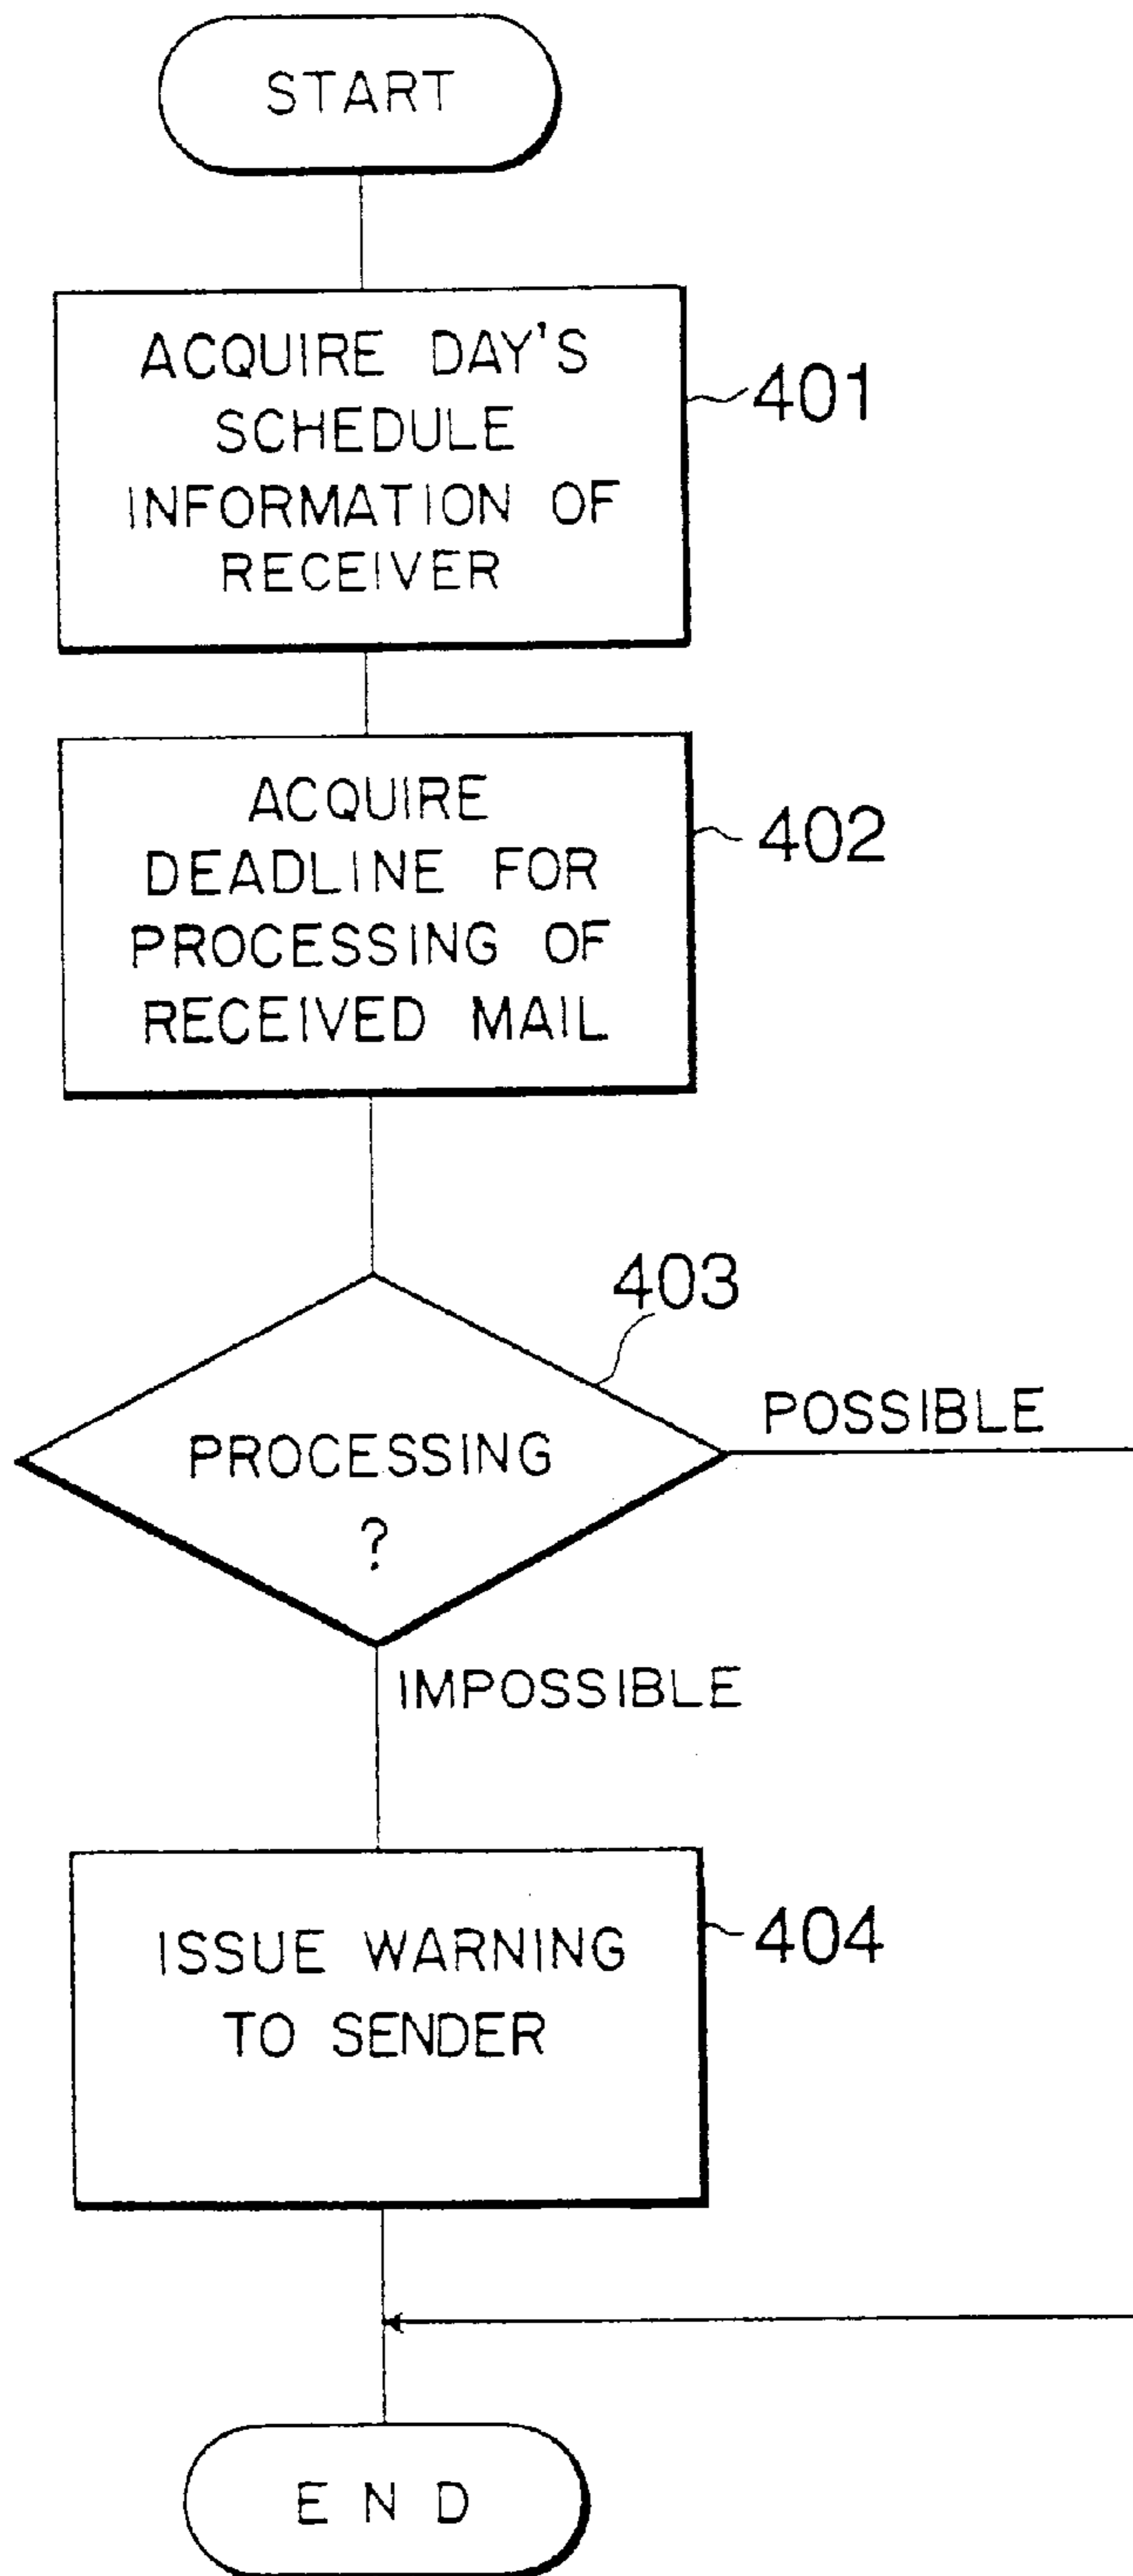 START
ACQUIRE DAY'S
SCHEDULE
INFORMATION OF
RECEIVER
401
ACQUIRE
DEADLINE FOR
PROCESSING OF
RECEIVED MAIL
402
403
POSSIBLE
PROCESSING
?
IMPOSSIBLE
ISSUE WARNING
TO SENDER
404
END